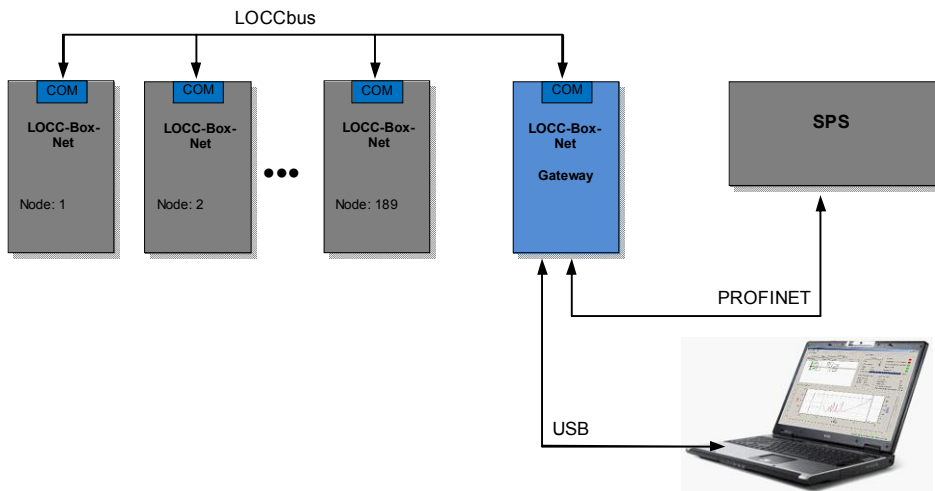 LOCCbus
COM
COM
COM
COM
LOCC-Box-
Net
LOCC-Box-
Net
LOCC-Box-
Net
LOCC-Box-
Net
Gateway
SPS
Node: 1
Node: 2
Node: 189
PROFINET
USB